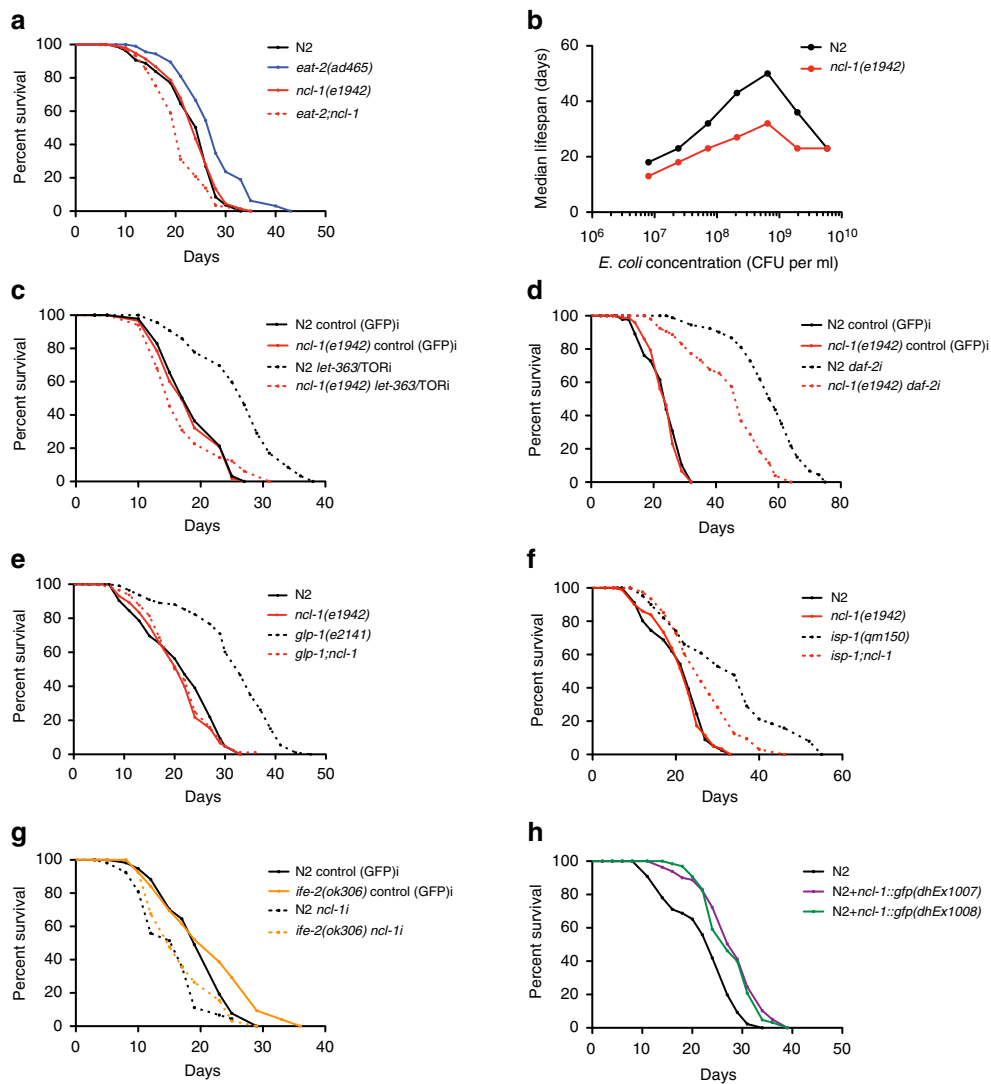 a
100
80
60
40
20
0
Percent survival
0 10 20 30 40 50
Days
N2
eat-2(ad465)
ncl-1(e1942)
eat-2;ncl-1
b
60
40
20
0
Median lifespan (days)
10⁶ 10⁷ 10⁸ 10⁹ 10¹⁰
E. coli concentration (CFU per ml)
N2
ncl-1(e1942)
c
100
80
60
40
20
0
Percent survival
0 10 20 30 40
Days
N2 control (GFP)i
ncl-1(e1942) control (GFP)i
N2 let-363/TORi
ncl-1(e1942) let-363/TORi
d
100
80
60
40
20
0
Percent survival
0 20 40 60 80
Days
N2 control (GFP)i
ncl-1(e1942) control (GFP)i
N2 daf-2i
ncl-1(e1942) daf-2i
e
100
80
60
40
20
0
Percent survival
0 10 20 30 40 50
Days
N2
ncl-1(e1942)
glp-1(e2141)
glp-1;ncl-1
f
100
80
60
40
20
0
Percent survival
0 20 40 60
Days
N2
ncl-1(e1942)
isp-1(qm150)
isp-1;ncl-1
g
100
80
60
40
20
0
Percent survival
0 10 20 30 40
Days
N2 control (GFP)i
ife-2(ok306) control (GFP)i
N2 ncl-1i
ife-2(ok306) ncl-1i
h
100
80
60
40
20
0
Percent survival
0 10 20 30 40 50
Days
N2
N2+ncl-1::gfp(dhEx1007)
N2+ncl-1::gfp(dhEx1008)